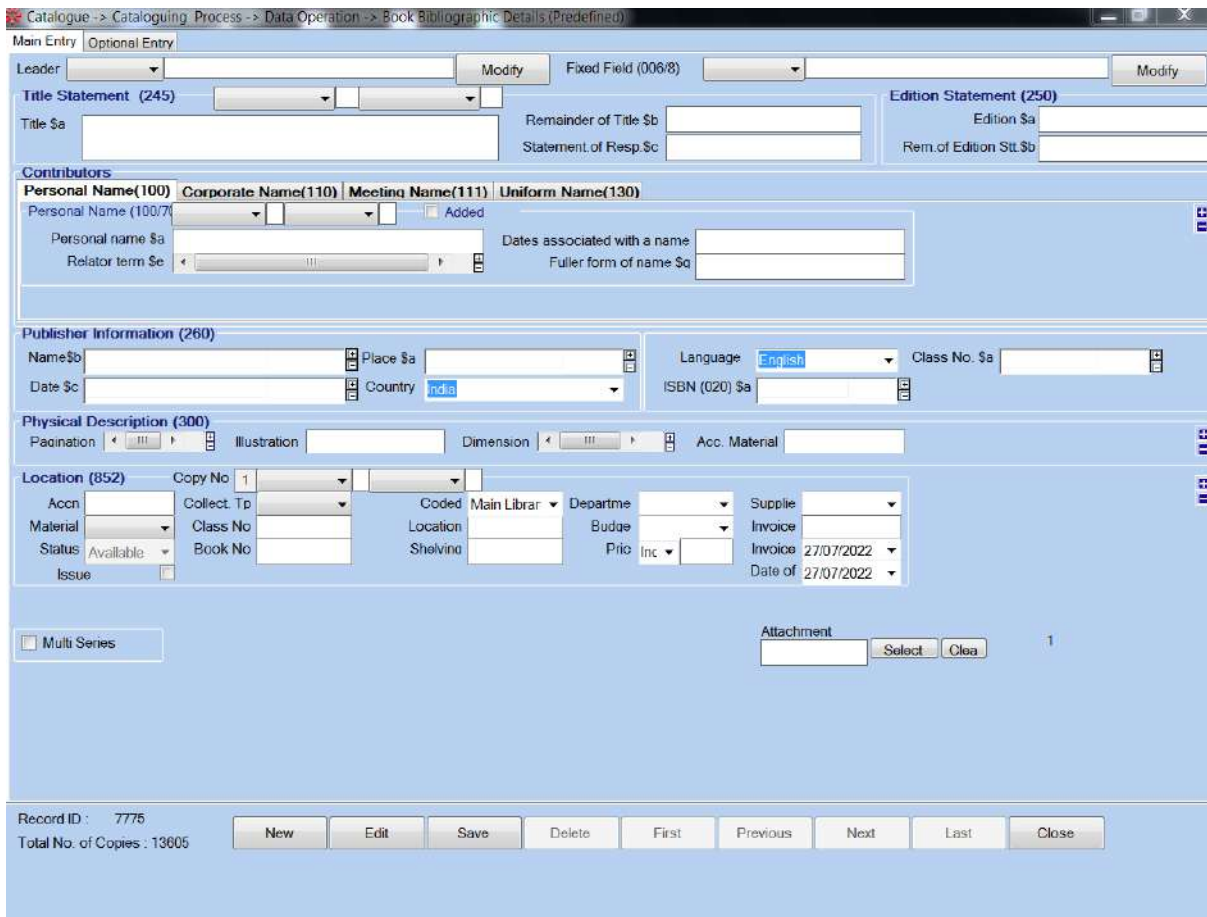 Catalogue -> Cataloguing Process -> Data Operation -> Book Bibliographic Details (Predefined)
Main Entry Optional Entry
Leader Modify Fixed Field (006/8) Modify
Title Statement (245) Edition Statement (250)
Title $a Remainder of Title $b Edition $a
Statement.of Resp.$c Rem.of Edition Stt.$b
Contributors
Personal Name(100) Corporate Name(110) Meeting Name(111) Uniform Name(130)
Personal Name (100/70 Added
Personal name $a Dates associated with a name
Relator term $e Fuller form of name $q
Publisher Information (260)
Name$b Place $a Language English Class No. $a
Date $c Country India ISBN (020) $a
Physical Description (300)
Pagination Illustration Dimension Acc. Material
Location (852) Copy No 1
Accn Collect. Tp Coded Main Librar Departme Supplie
Material Class No Location Budge Invoice
Status Available Book No Shelving Pric Inc Invoice 27/07/2022
Issue Date of 27/07/2022
Multi Series Attachment
Select Clea 1
Record ID : 7775
Total No. of Copies : 13605
New Edit Save Delete First Previous Next Last Close